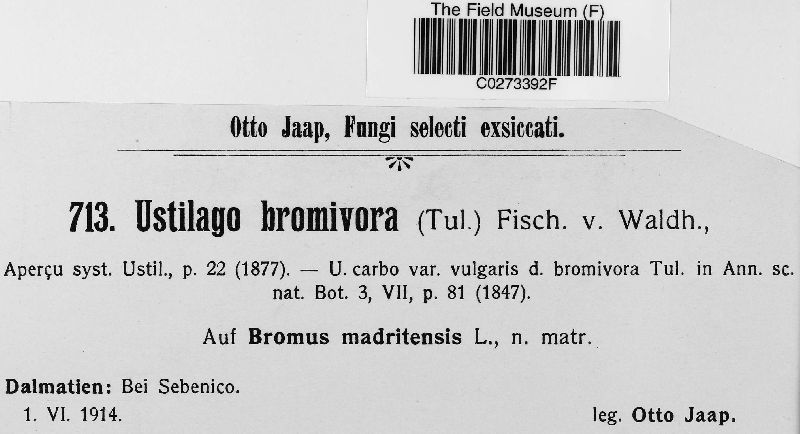 The Field Museum (F)
C0273392F
Otto Jaap, Fungi selecti exsiccati.
713. Ustilago bromivora (Tul.) Fisch. v. Waldh.,
Aperçu syst. Ustil., p. 22 (1877). — U. carbo var. vulgaris d. bromivora Tul. in Ann. sc.
nat. Bot. 3, VII, p. 81 (1847).
Auf Bromus madritensis L., n. matr.
Dalmatien: Bei Sebenico.
1. VI. 1914. leg. Otto Jaap.